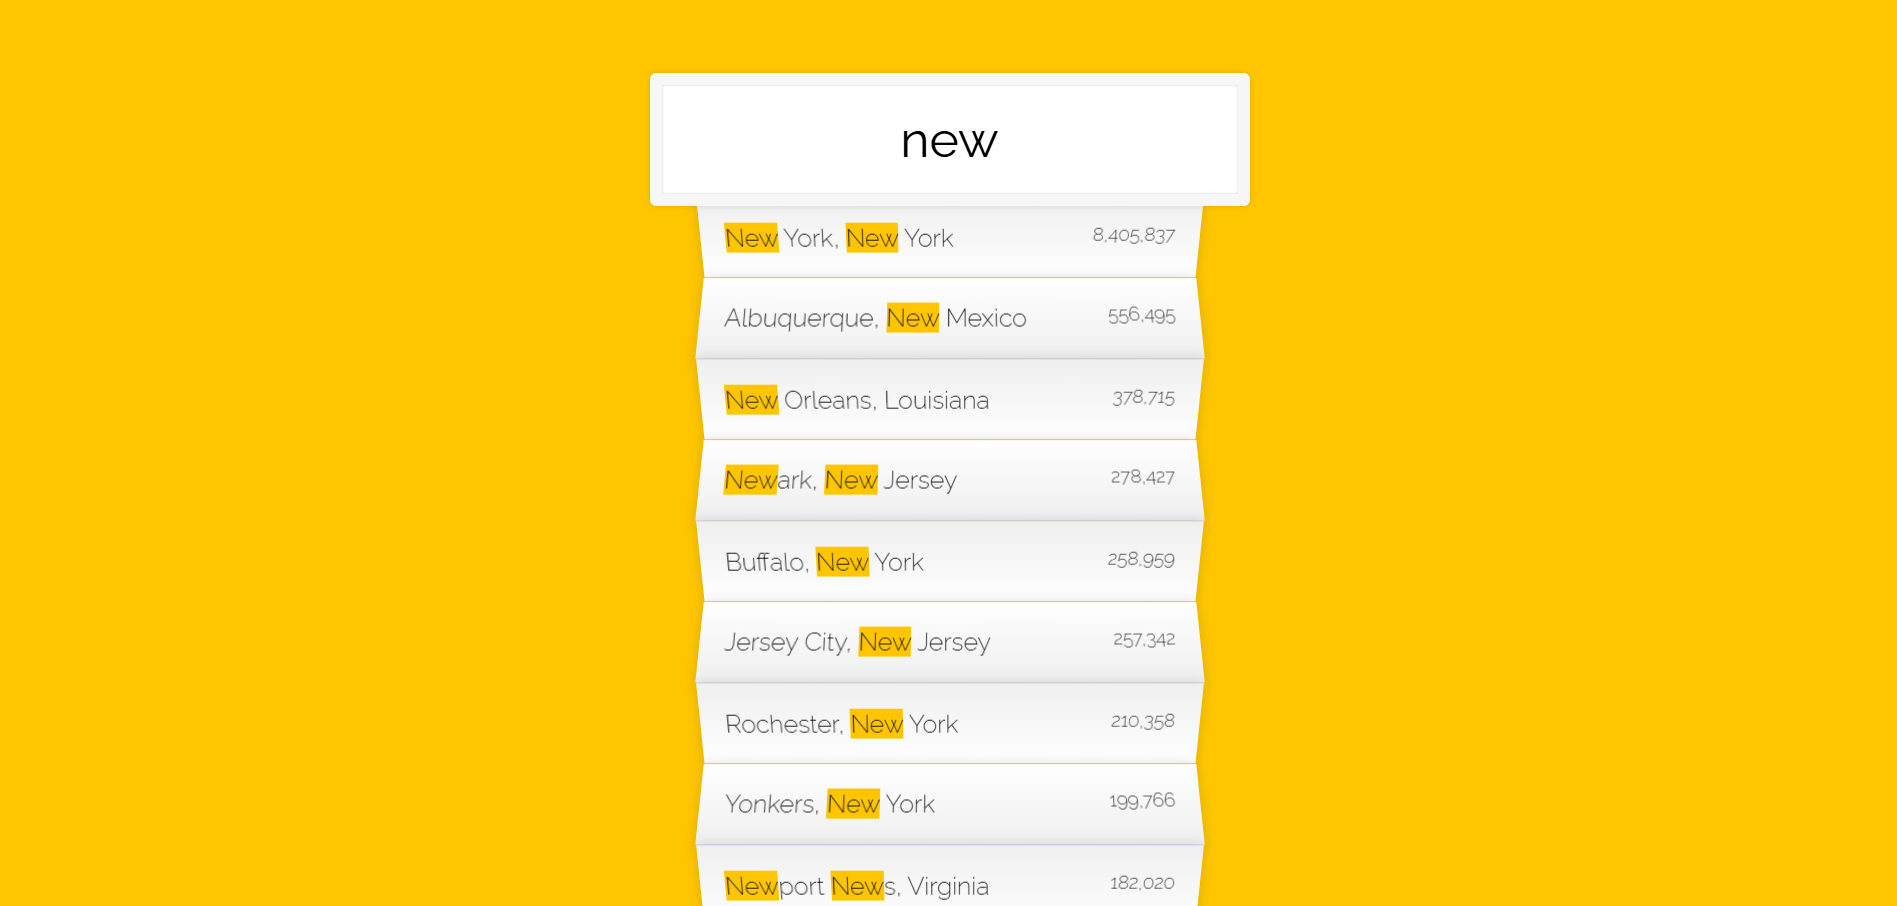 new
New York, New York 8,405,837
Albuquerque, New Mexico 556,495
New Orleans, Louisiana 378,715
Newark, New Jersey 278,427
Buffalo, New York 258,959
Jersey City, New Jersey 257,342
Rochester, New York 210,358
Yonkers, New York 199,766
Newport News, Virginia 182,020